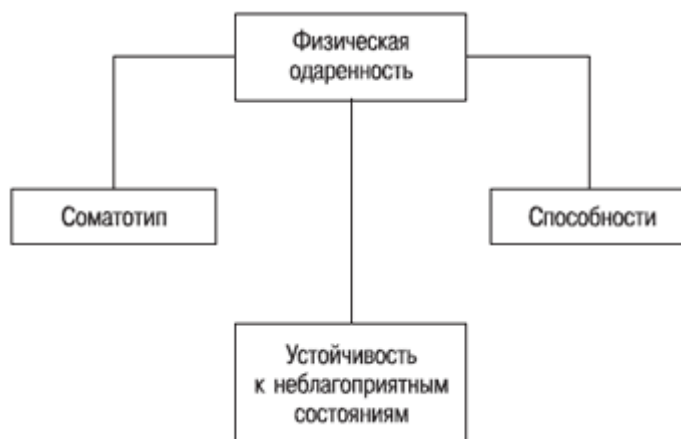 Физическая
одаренность
Соматотип
Способности
Устойчивость
к неблагоприятным
состояниям